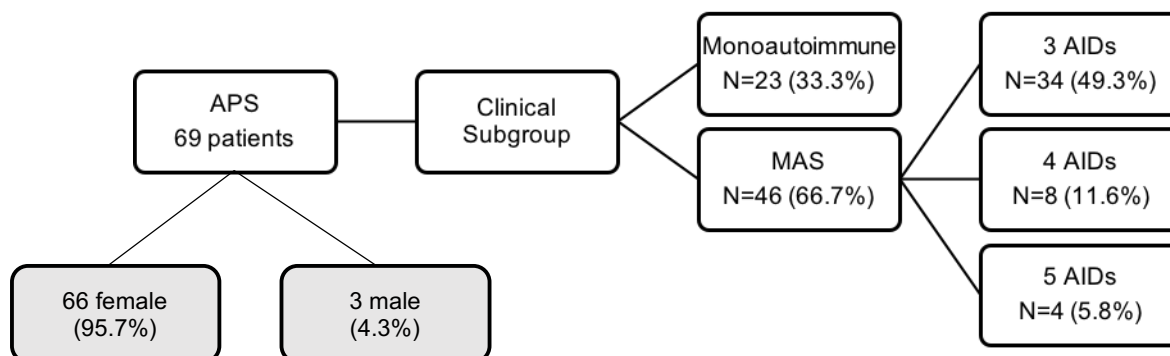 APS
69 patients
66 female
(95.7%)
3 male
(4.3%)
Clinical
Subgroup
Monoautoimmune
N=23 (33.3%)
MAS
N=46 (66.7%)
3 AIDs
N=34 (49.3%)
4 AIDs
N=8 (11.6%)
5 AIDs
N=4 (5.8%)